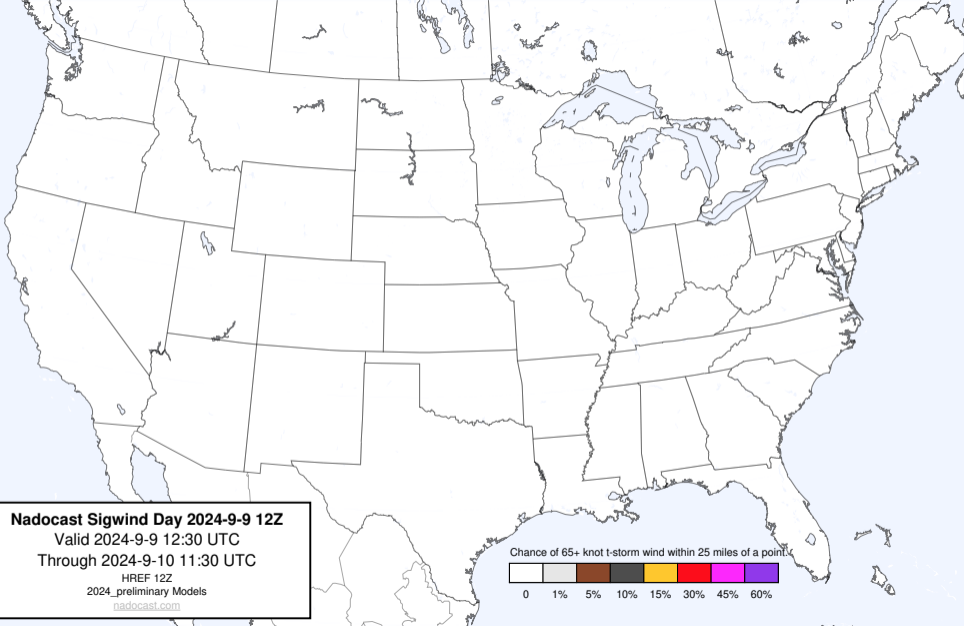 Nadocast Sigwind Day 2024-9-9 12Z
Valid 2024-9-9 12:30 UTC
Through 2024-9-10 11:30 UTC
HREF 12Z
2024_preliminary Models
nadocast.com
Chance of 65+ knot t-storm wind within 25 miles of a point.
0 1% 5% 10% 15% 30% 45% 60%